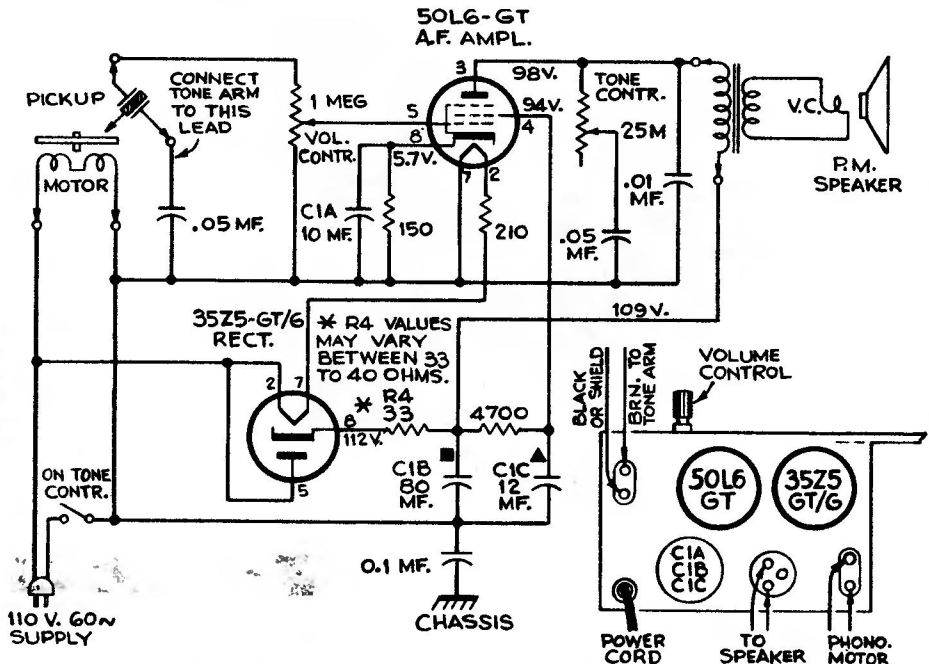 50L6-GT
A.F. AMPL.
PICKUP
CONNECT
TONE ARM
TO THIS
LEAD
MOTOR
.05 MF.
1 MEG
VOL.
CONTR.
3
98V.
94V.
4
5
8
5.7V.
7
2
C1A
10 MF.
150
210
TONE
CONTR.
25M
.05
MF.
.01
MF.
V.C.
P.M.
SPEAKER
109V.
35Z5-GT/G
RECT.
* R4 VALUES
MAY VARY
BETWEEN 33
TO 40 OHMS.
2
7
* R4
33
8
112V.
5
4700
C1B
80
MF.
C1C
12
MF.
ON TONE
CONTR.
0.1 MF.
CHASSIS
110 V. 60~
SUPPLY
BLACK
OR SHIELD
BRN. TO
TONE ARM
VOLUME
CONTROL
50L6
GT
35Z5
GT/G
C1A
C1B
C1C
POWER
CORD
TO
SPEAKER
PHONO.
MOTOR